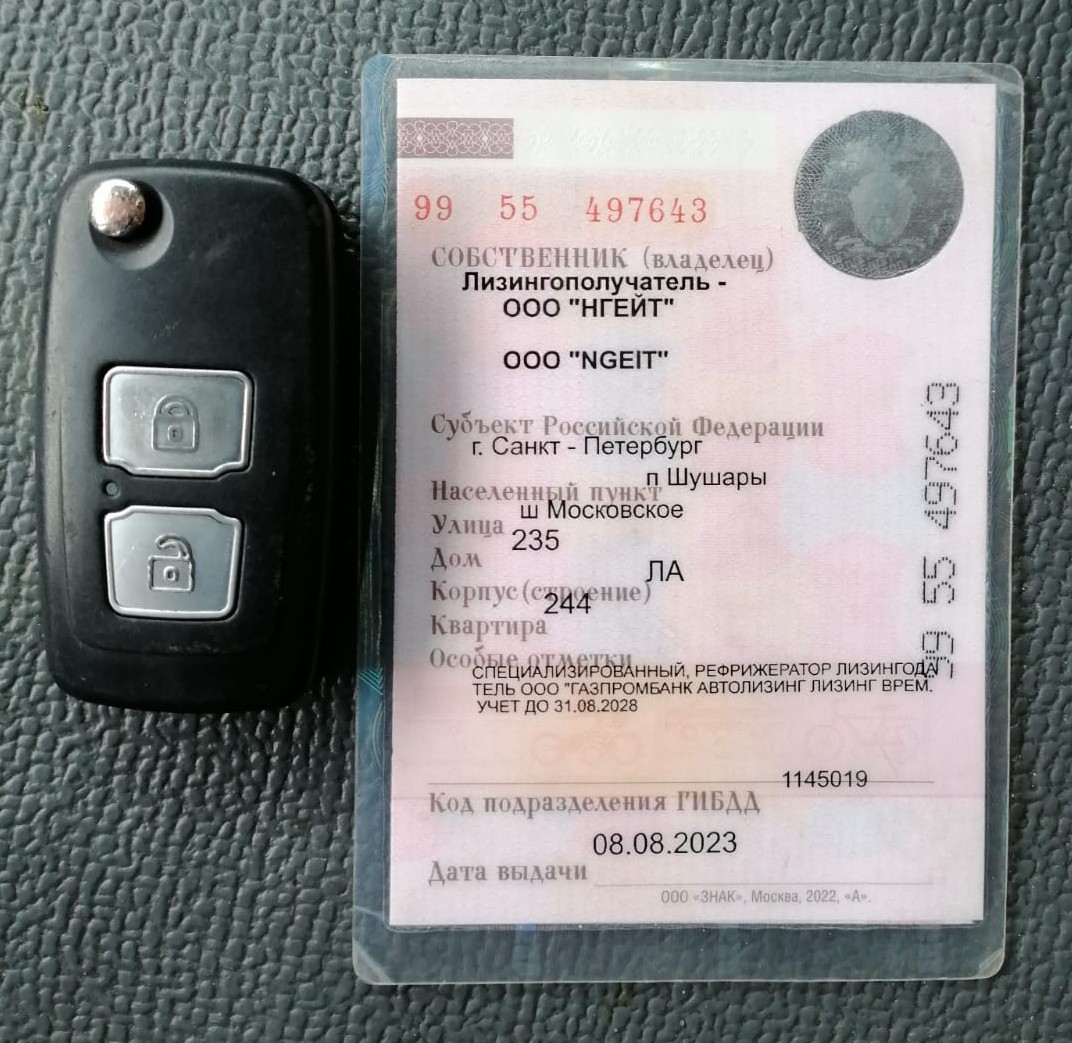 99 55 497643
СОБСТВЕННИК (владелец)
Лизингополучатель -
ООО "НГЕЙТ"
ООО "NGEIT"
Субъект Российской Федерации
г. Санкт - Петербург
п Шушары
Населенный пункт
ш Московское
Улица
235
Дом
ЛА
Корпус (строение)
244
Квартира
Особые отметки
СПЕЦИАЛИЗИРОВАННЫЙ, РЕФРИЖЕРАТОР ЛИЗИНГОДА
ТЕЛЬ ООО "ГАЗПРОМБАНК АВТОЛИЗИНГ ЛИЗИНГ ВРЕМ.
УЧЕТ ДО 31.08.2028
1145019
Код подразделения ГИБДД
08.08.2023
Дата выдачи
ООО «ЗНАК», Москва, 2022, «А».
99 55 497643